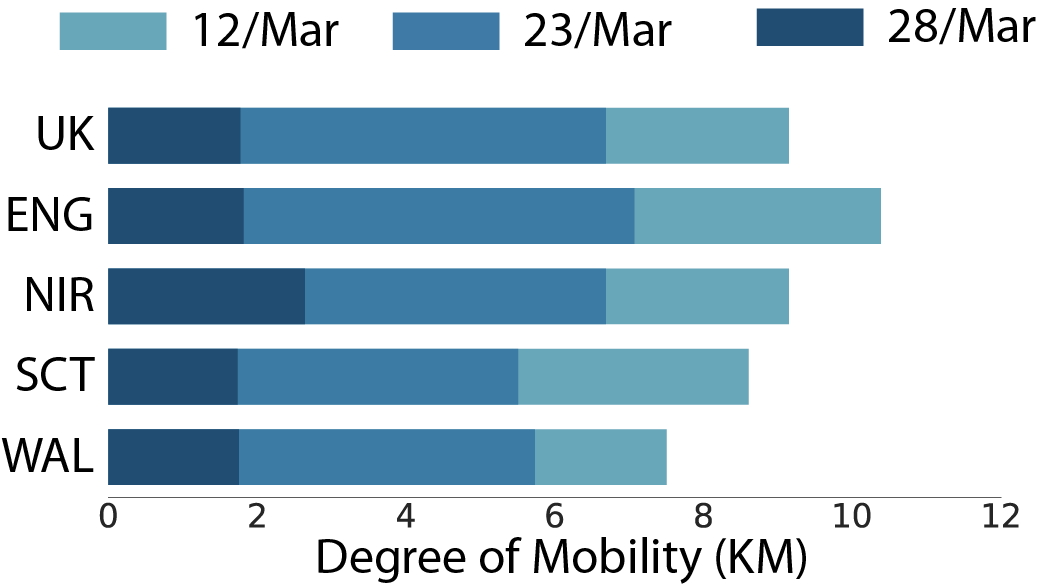 12/Mar 23/Mar 28/Mar
UK
ENG
NIR
SCT
WAL
0 2 4 6 8 10 12
Degree of Mobility (KM)